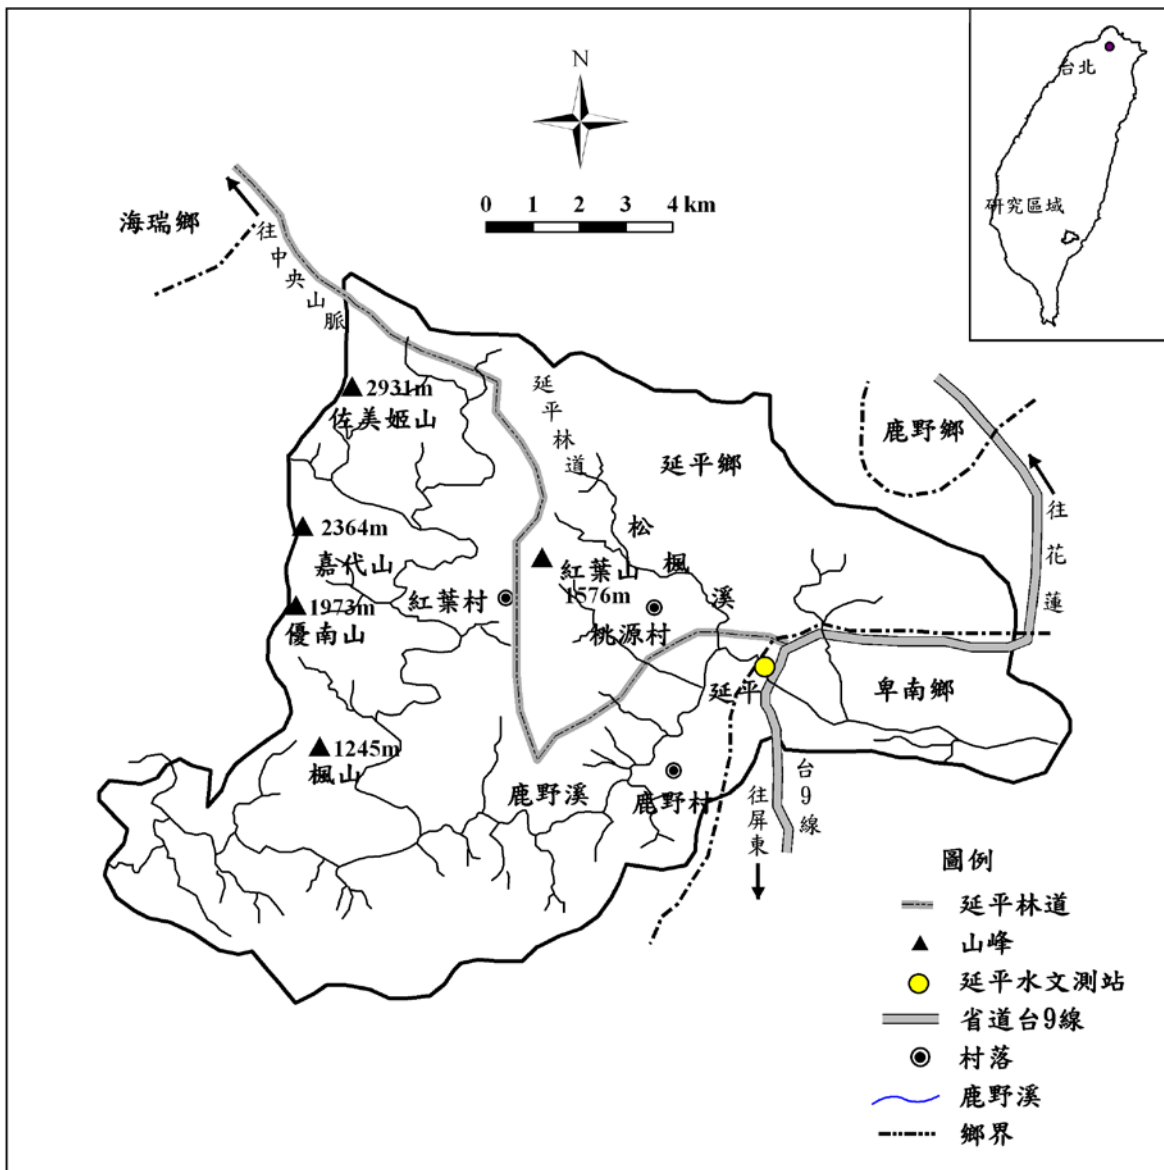 N
0 1 2 3 4 km
台北
研究區域
海瑞鄉
往中央山脈
2931m
佐美姬山
延平林道
延平鄉
鹿野鄉
往花蓮
2364m
嘉代山
松楓溪
紅葉山
1576m
紅葉村
1973m
優南山
桃源村
延平
卑南鄉
1245m
楓山
鹿野溪
鹿野村
往屏東
台9線
圖例
延平林道
山峰
延平水文測站
省道台9線
村落
鹿野溪
鄉界